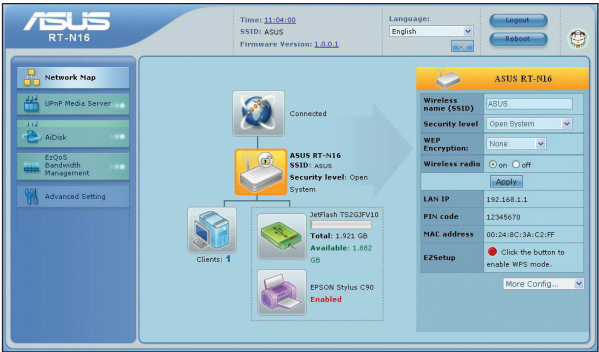 ASUS
RT-N16
Time: 11:04:00
SSID: ASUS
Firmware Version: 1.0.0.1
Language:
English
Logout
Reboot
Network Map
UPnP Media Server
AiDisk
EzQoS
Bandwidth
Management
Advanced Setting
Connected
ASUS RT-N16
SSID: ASUS
Security level: Open
System
Clients: 1
JetFlash TS2GJFV10
Total: 1.921 GB
Available: 1.882
GB
EPSON Stylus C90
Enabled
ASUS RT-N16
Wireless
name (SSID)
ASUS
Security level
Open System
WEP
Encryption:
None
Wireless radio
on off
Apply
LAN IP
192.168.1.1
PIN code
12345670
MAC address
00:24:8C:3A:C2:FF
EZSetup
Click the button to
enable WPS mode.
More Config...